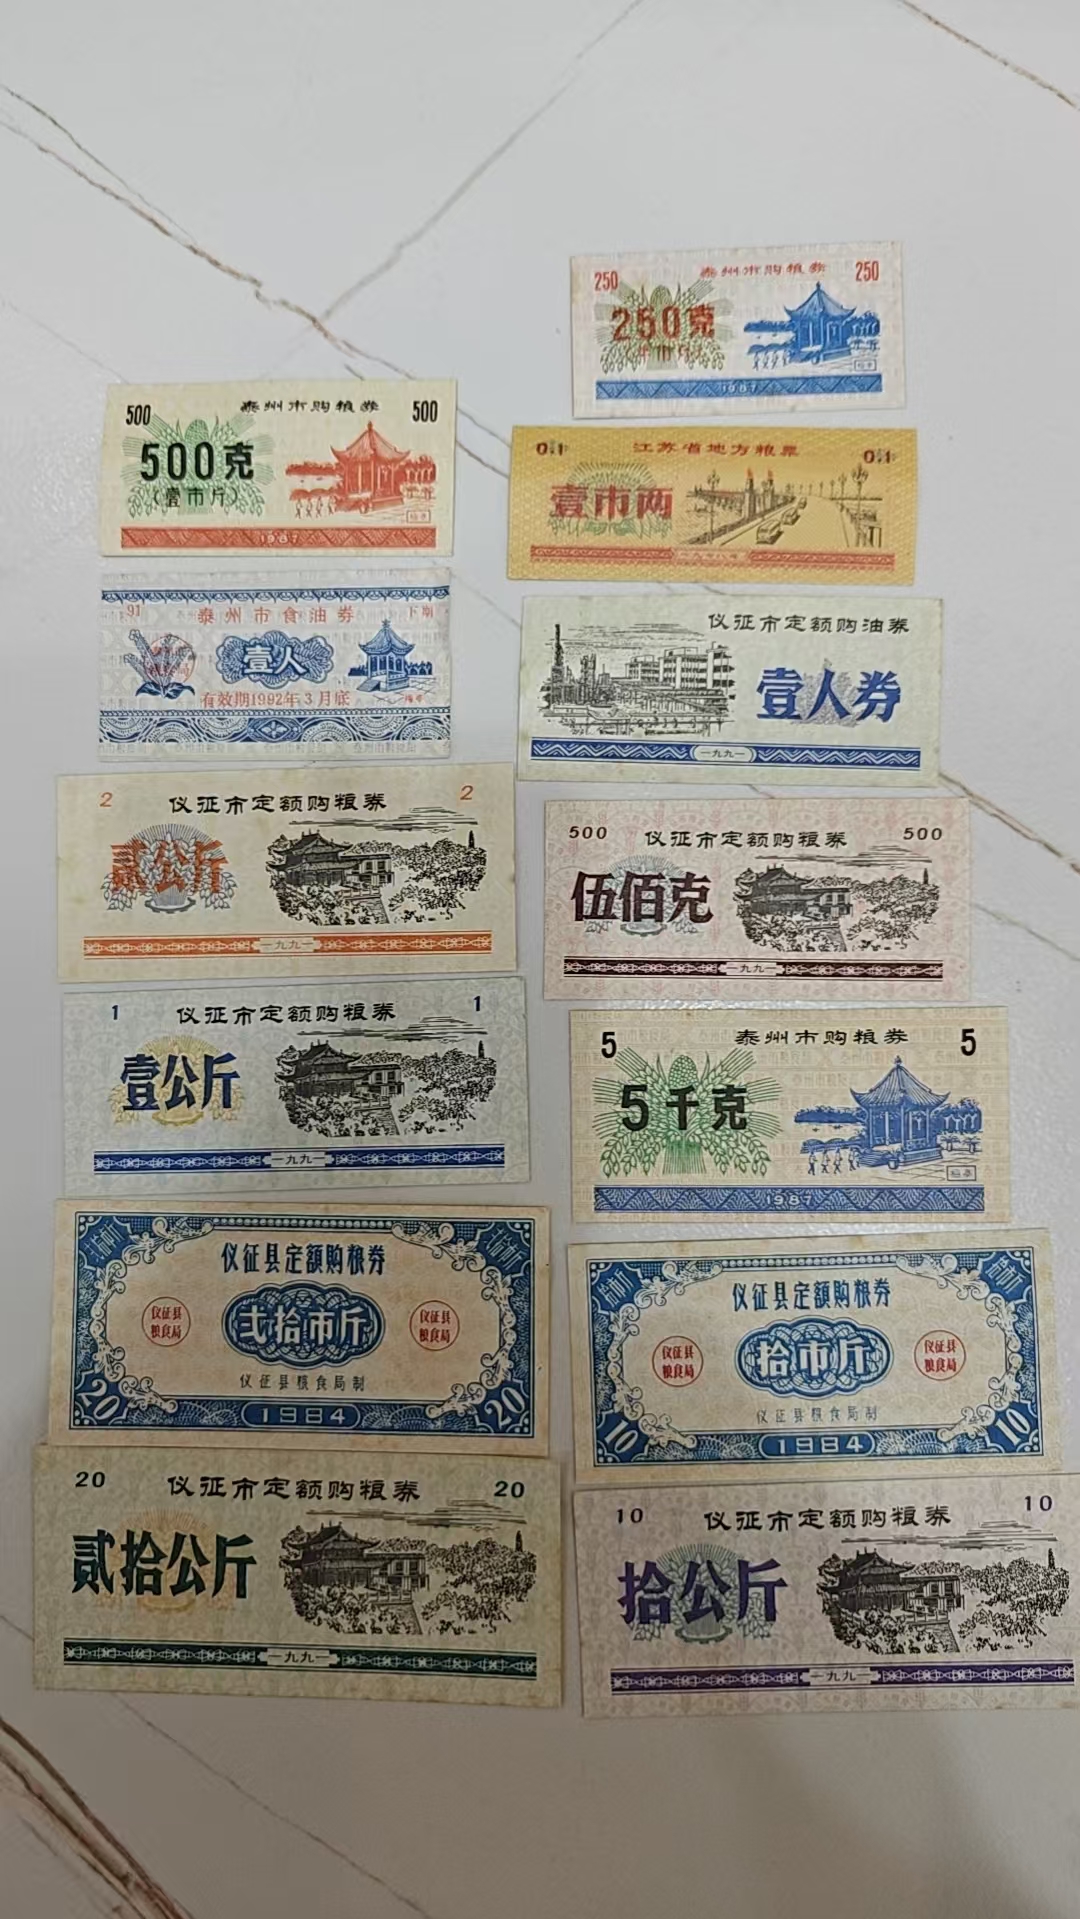 250 泰州市购粮券 250
250克
(半市斤)
1987
500 泰州市购粮券 500
500克
(壹市斤)
1987
江苏省地方粮票
壹市两
91 泰州市食油券 下期
壹人
有效期1992年3月底
仪征市定额购油券
壹人券
一九九一
2 仪征市定额购粮券 2
贰公斤
一九九一
500 仪征市定额购粮券 500
伍佰克
一九九一
1 仪征市定额购粮券 1
壹公斤
一九九一
5 泰州市购粮券 5
5千克
1987
仪征县定额购粮券
仪征县
粮食局
弍拾市斤
仪征县
粮食局
仪征县粮食局制
20 1984 20
仪征县定额购粮券
仪征县
粮食局
拾市斤
仪征县
粮食局
仪征县粮食局制
10 1984 10
20 仪征市定额购粮券 20
贰拾公斤
一九九一
10 仪征市定额购粮券 10
拾公斤
一九九一